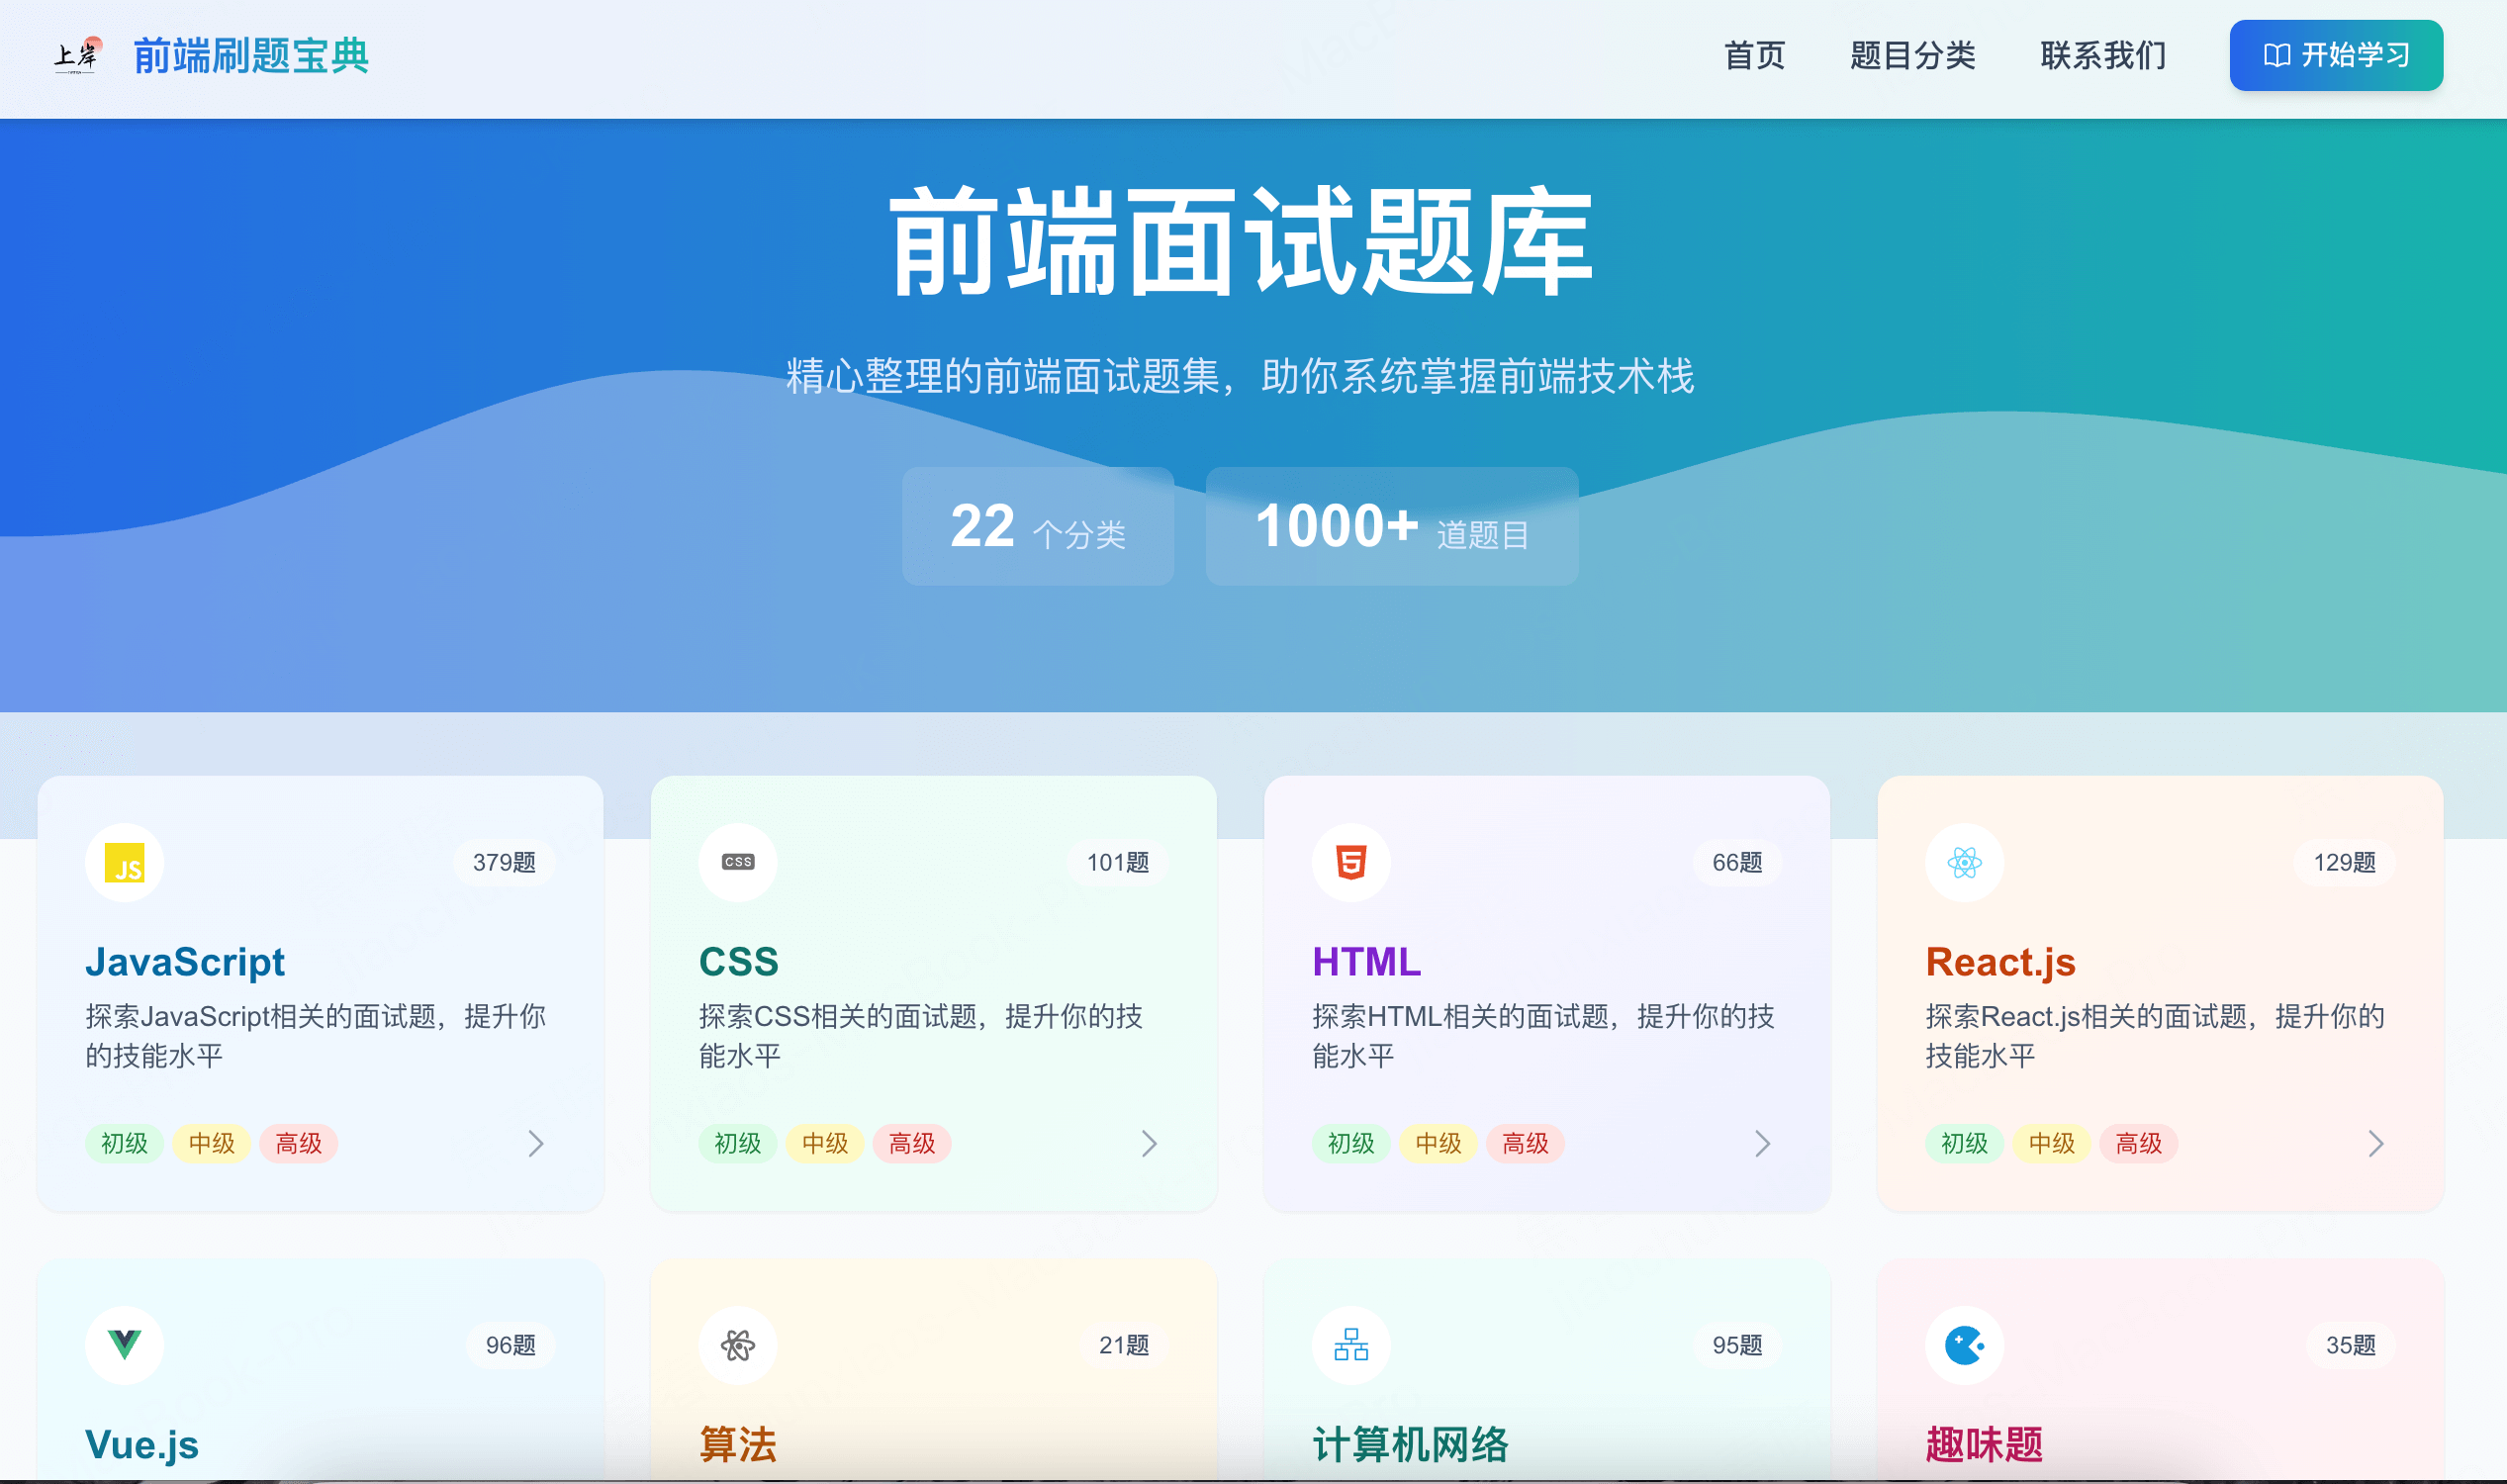 上岸
前端刷题宝典
首页
题目分类
联系我们
开始学习
前端面试题库
精心整理的前端面试题集，助你系统掌握前端技术栈
22 个分类
1000+ 道题目
JS
379题
JavaScript
探索JavaScript相关的面试题，提升你
的技能水平
初级 中级 高级
CSS
101题
CSS
探索CSS相关的面试题，提升你的技
能水平
初级 中级 高级
5
66题
HTML
探索HTML相关的面试题，提升你的技
能水平
初级 中级 高级
129题
React.js
探索React.js相关的面试题，提升你的
技能水平
初级 中级 高级
96题
Vue.js
21题
算法
95题
计算机网络
35题
趣味题